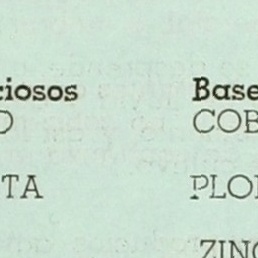 ciosos Base
O COB
TA PLO
ZINC